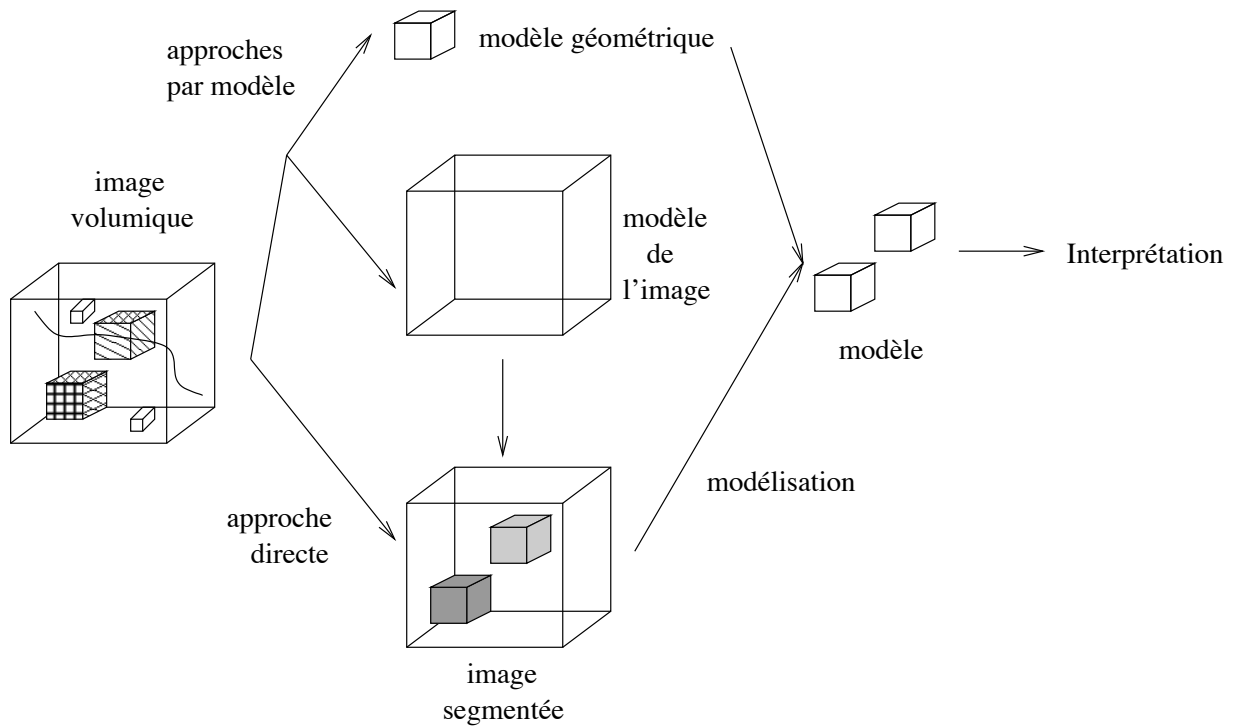 approches
par modèle
modèle géométrique
image
volumique
modèle
de
l’image
Interprétation
modèle
modélisation
approche
directe
image
segmentée